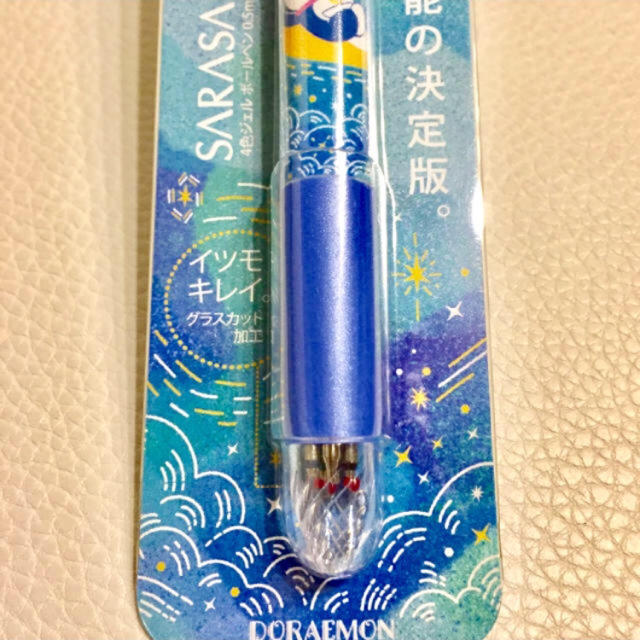 SARASA
4色ジェルボールペン 0.5m
能の決定版。
イツモ
キレイ。
グラスカット
加工
DORAEMON